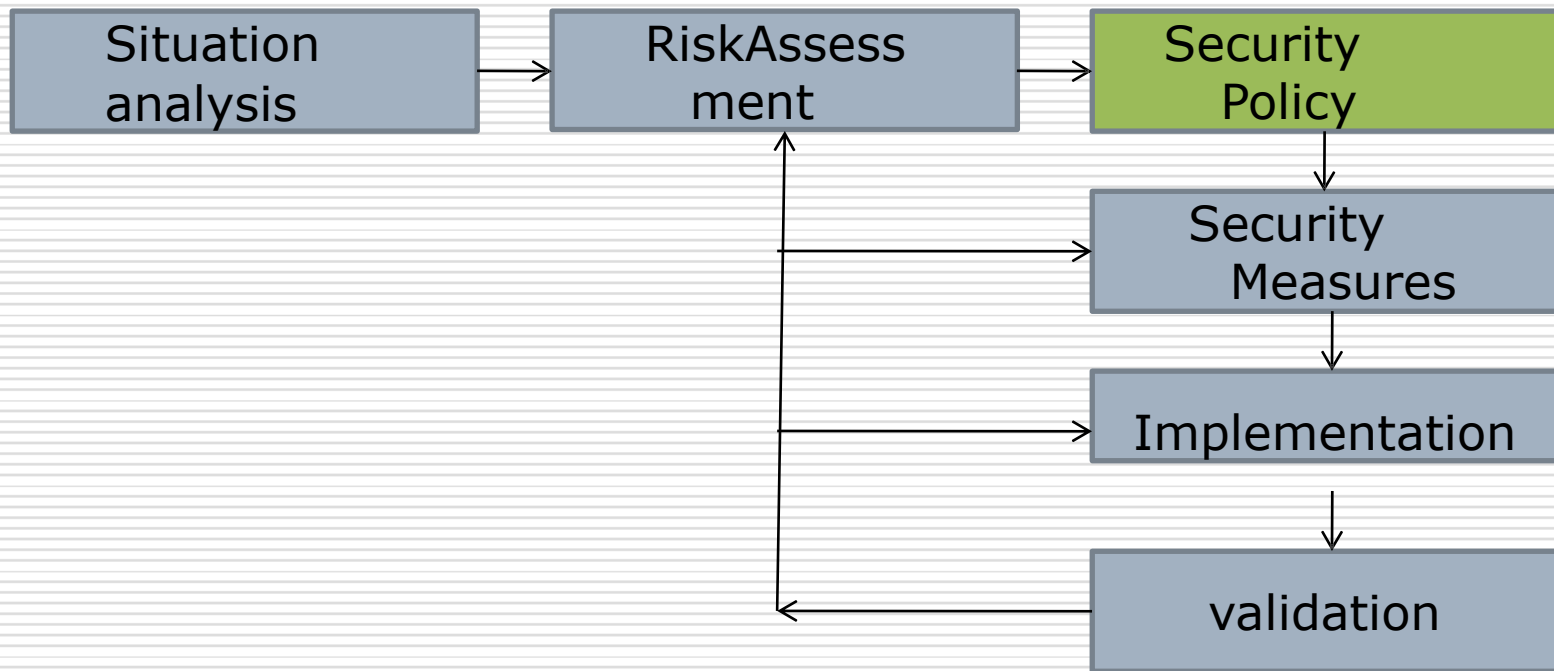 Situation
analysis
RiskAssess
ment
Security
Policy
Security
Measures
Implementation
validation